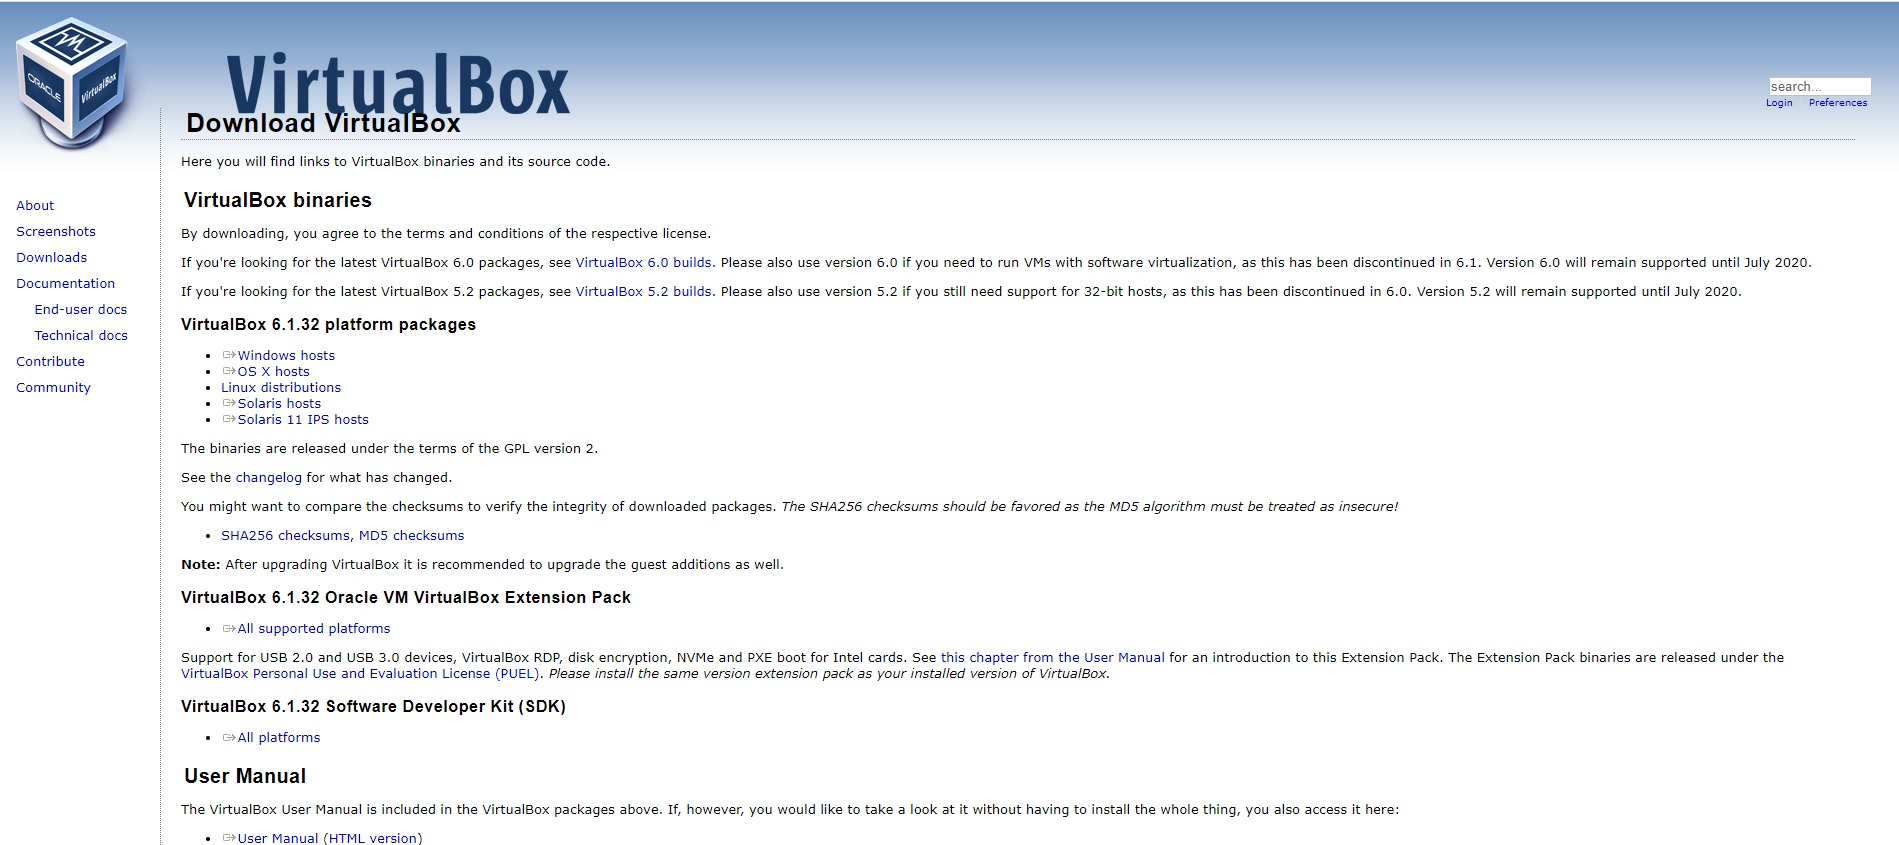 ORACLE
VirtualBox
VirtualBox
search...
Login Preferences
Download VirtualBox
Here you will find links to VirtualBox binaries and its source code.
About
Screenshots
Downloads
Documentation
End-user docs
Technical docs
Contribute
Community
VirtualBox binaries
By downloading, you agree to the terms and conditions of the respective license.
If you're looking for the latest VirtualBox 6.0 packages, see VirtualBox 6.0 builds. Please also use version 6.0 if you need to run VMs with software virtualization, as this has been discontinued in 6.1. Version 6.0 will remain supported until July 2020.
If you're looking for the latest VirtualBox 5.2 packages, see VirtualBox 5.2 builds. Please also use version 5.2 if you still need support for 32-bit hosts, as this has been discontinued in 6.0. Version 5.2 will remain supported until July 2020.
VirtualBox 6.1.32 platform packages
• Windows hosts
• OS X hosts
• Linux distributions
• Solaris hosts
• Solaris 11 IPS hosts
The binaries are released under the terms of the GPL version 2.
See the changelog for what has changed.
You might want to compare the checksums to verify the integrity of downloaded packages. The SHA256 checksums should be favored as the MD5 algorithm must be treated as insecure!
• SHA256 checksums, MD5 checksums
Note: After upgrading VirtualBox it is recommended to upgrade the guest additions as well.
VirtualBox 6.1.32 Oracle VM VirtualBox Extension Pack
• All supported platforms
Support for USB 2.0 and USB 3.0 devices, VirtualBox RDP, disk encryption, NVMe and PXE boot for Intel cards. See this chapter from the User Manual for an introduction to this Extension Pack. The Extension Pack binaries are released under the
VirtualBox Personal Use and Evaluation License (PUEL). Please install the same version extension pack as your installed version of VirtualBox.
VirtualBox 6.1.32 Software Developer Kit (SDK)
• All platforms
User Manual
The VirtualBox User Manual is included in the VirtualBox packages above. If, however, you would like to take a look at it without having to install the whole thing, you also access it here:
• User Manual (HTML version)